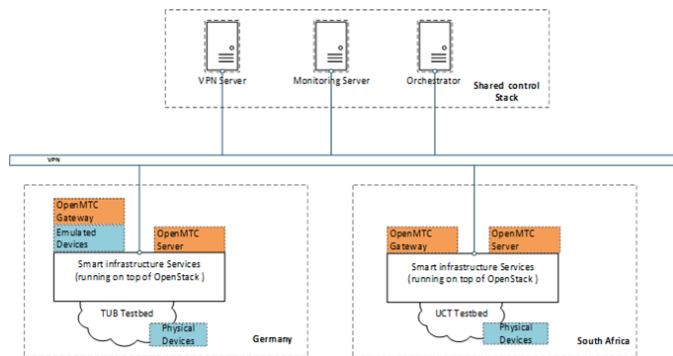 VPN Server
Monitoring Server
Orchestrator
Shared control
Stack
VPN
OpenMTC
Gateway
Emulated
Devices
OpenMTC
Server
Smart infrastructure Services
(running on top of OpenStack )
TUB Testbed
Physical
Devices
Germany
OpenMTC
Gateway
OpenMTC
Server
Smart infrastructure Services
(running on top of OpenStack )
UCT Testbed
Physical
Devices
South Africa